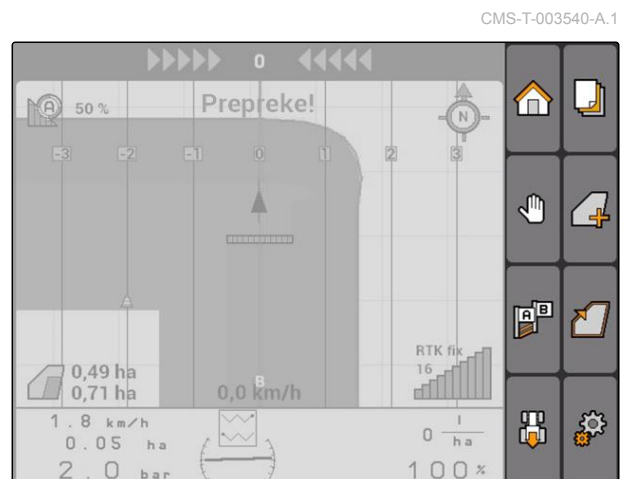 CMS-T-003540-A.1
0
A 50 % Prepreke! N
-3 -2 -1 0 1 2 3
A
A B
RTK fix
16
0,49 ha
0,71 ha 0,0 km/h B
1.8 km/h
0.05 ha 0 l/ha
2.0 bar 100%